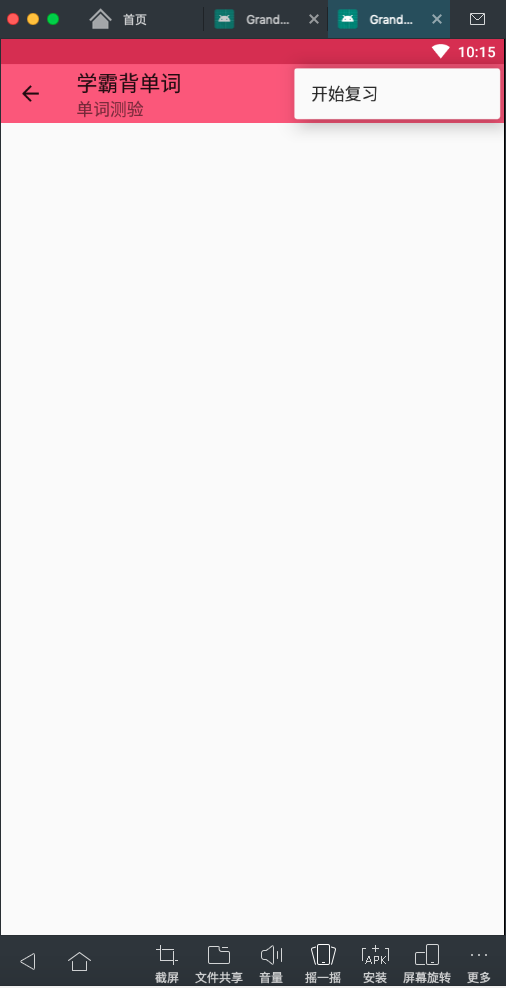 首页
Grand...
Grand...
10:15
学霸背单词
单词测验
开始复习
APK
截屏
文件共享
音量
摇一摇
安装
屏幕旋转
更多